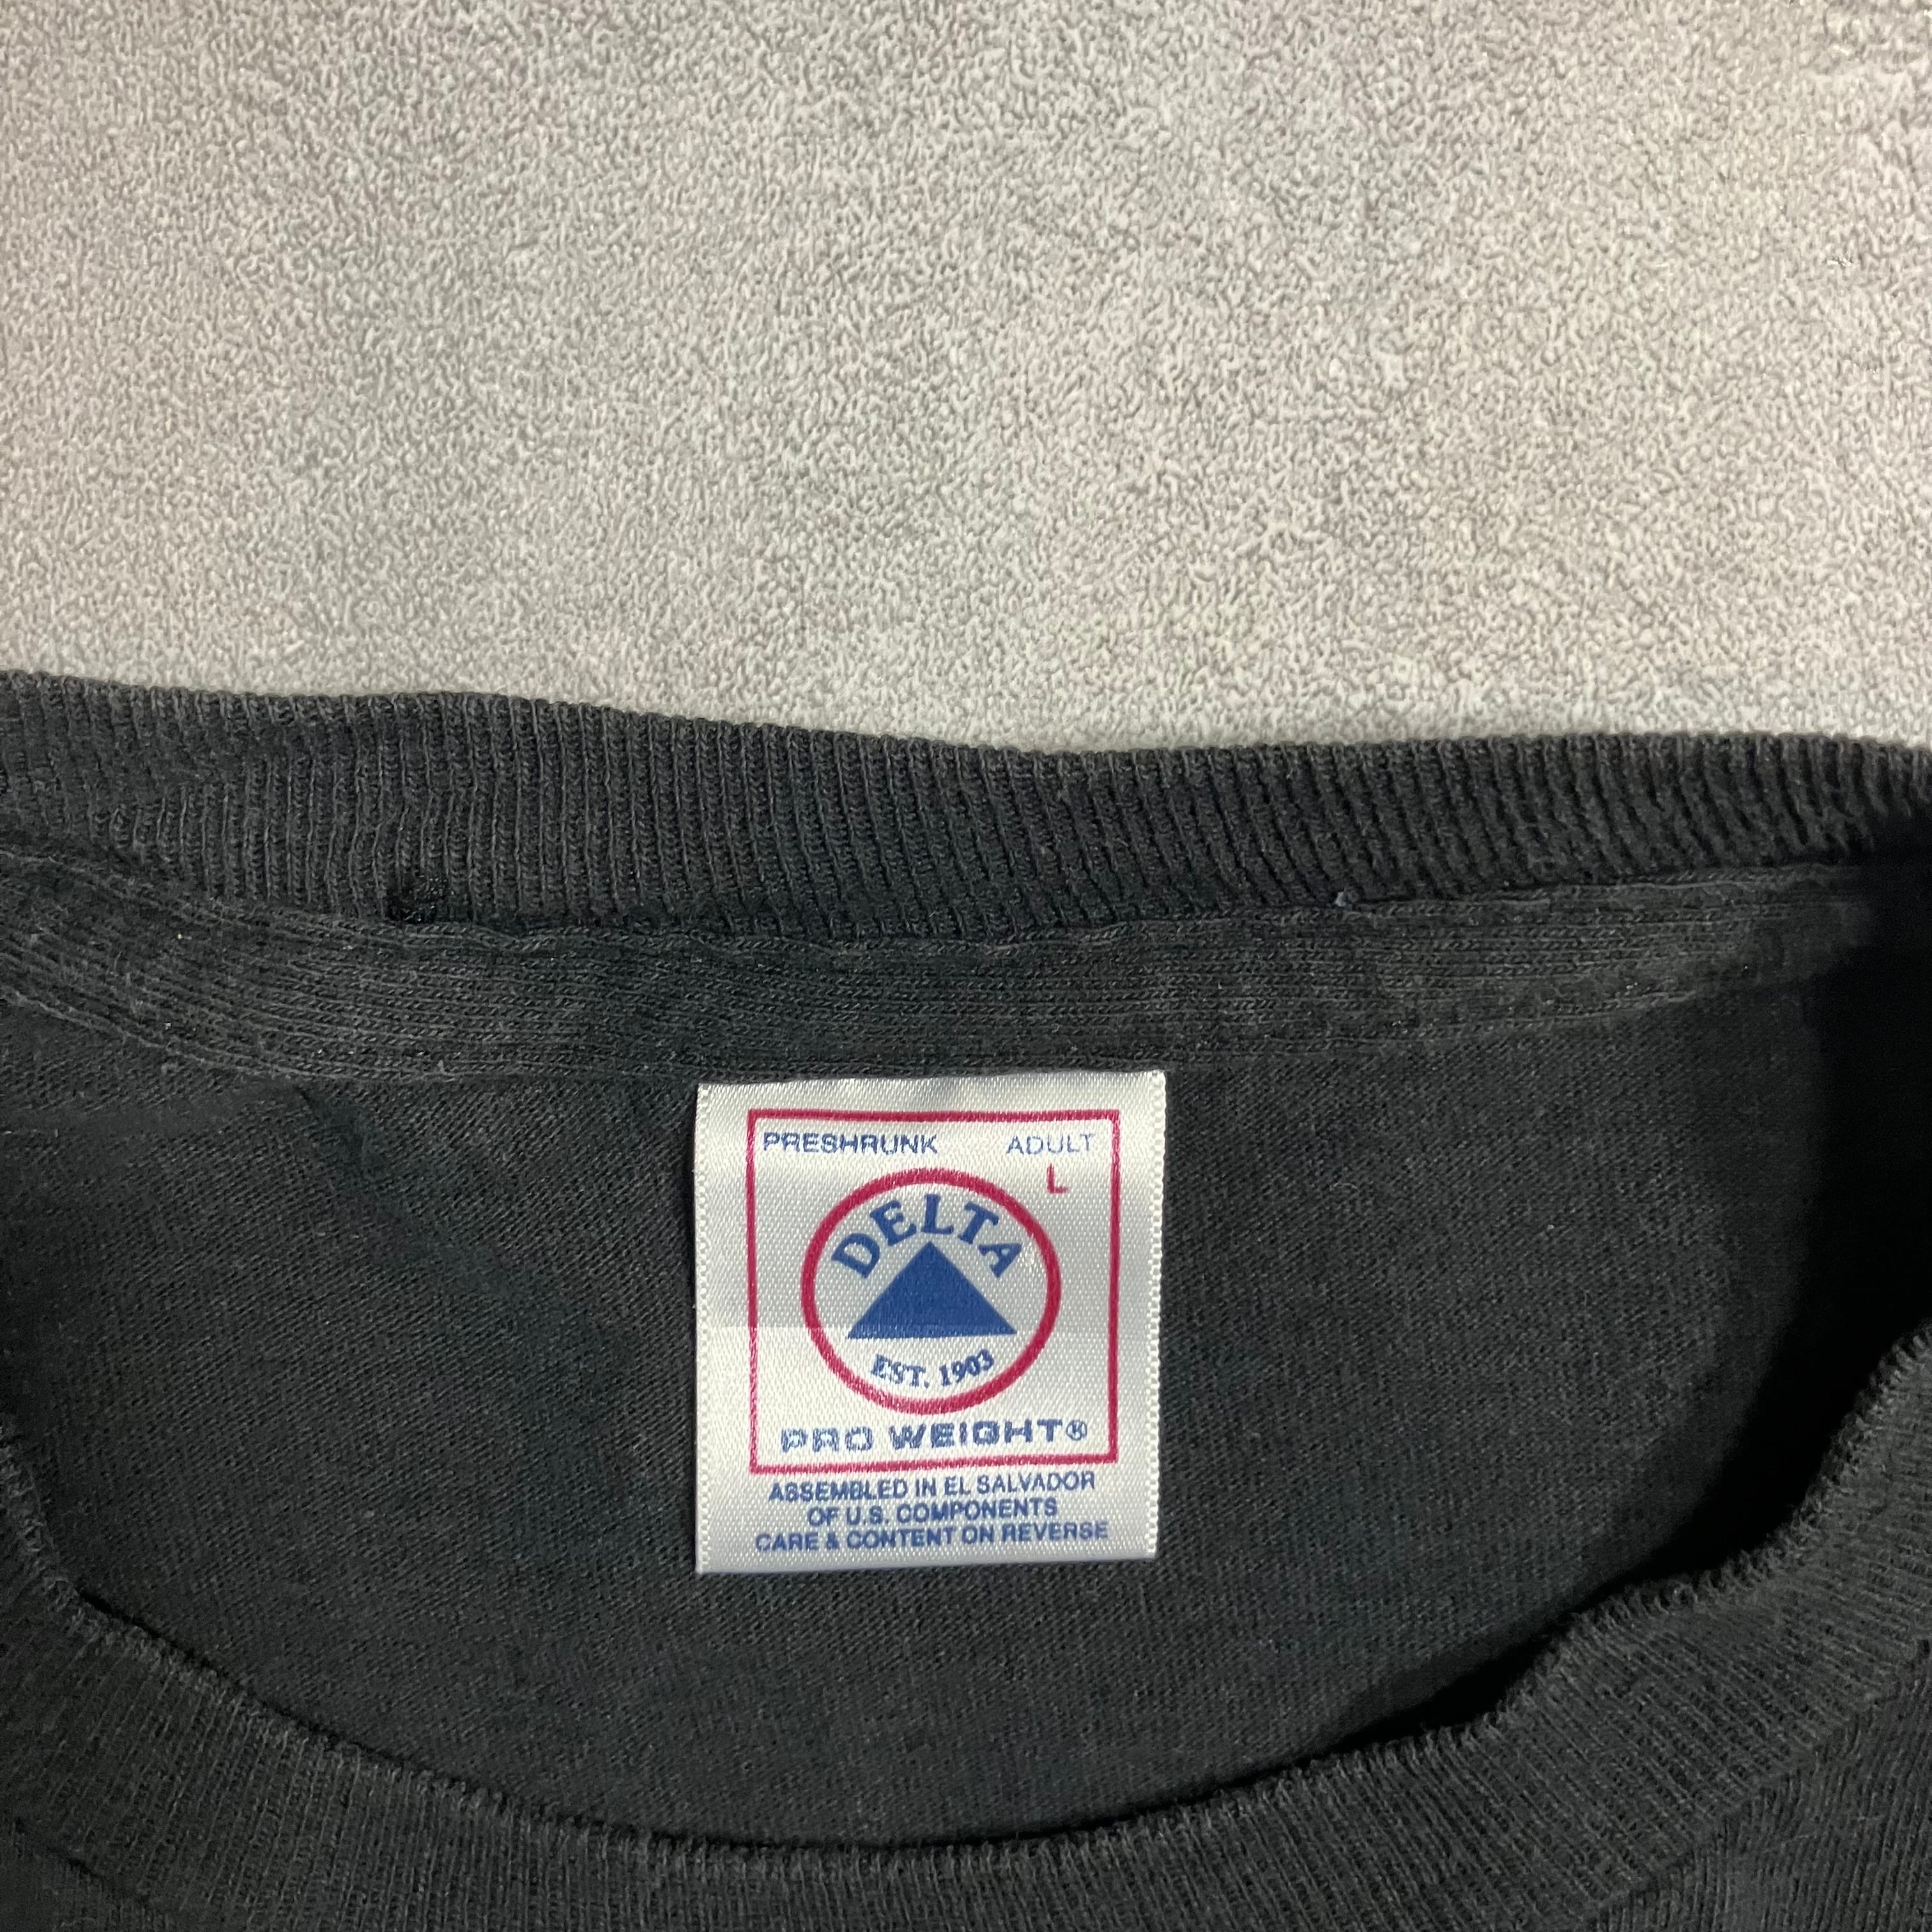 PRESHRUNK ADULT
L
DELTA
EST. 1903
PRO WEIGHT®
ASSEMBLED IN EL SALVADOR
OF U.S. COMPONENTS
CARE & CONTENT ON REVERSE